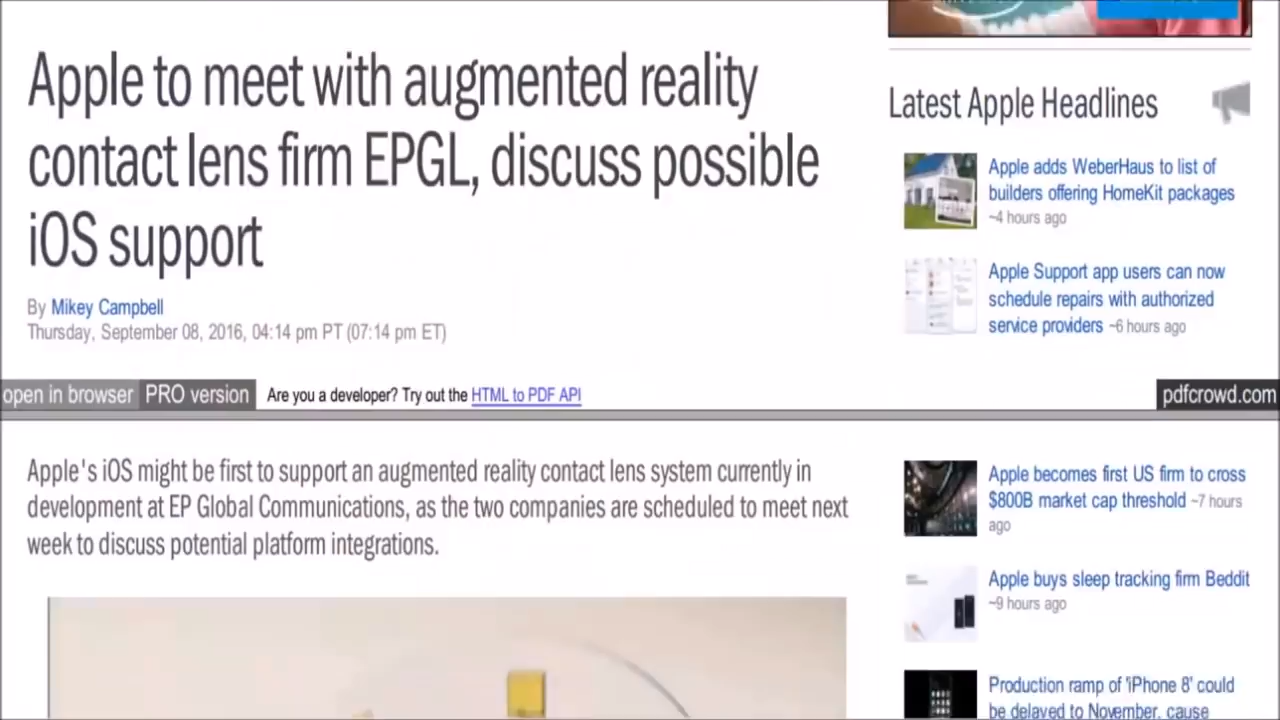 Apple to meet with augmented reality
contact lens firm EPGL, discuss possible
iOS support
By Mikey Campbell
Thursday, September 08, 2016, 04:14 pm PT (07:14 pm ET)
Latest Apple Headlines
Apple adds WeberHaus to list of
builders offering HomeKit packages
~4 hours ago
Apple Support app users can now
schedule repairs with authorized
service providers ~6 hours ago
open in browser PRO version Are you a developer? Try out the HTML to PDF API
pdfcrowd.com
Apple's iOS might be first to support an augmented reality contact lens system currently in
development at EP Global Communications, as the two companies are scheduled to meet next
week to discuss potential platform integrations.
Apple becomes first US firm to cross
$800B market cap threshold ~7 hours
ago
Apple buys sleep tracking firm Beddit
~9 hours ago
Production ramp of 'iPhone 8' could
be delayed to November, cause